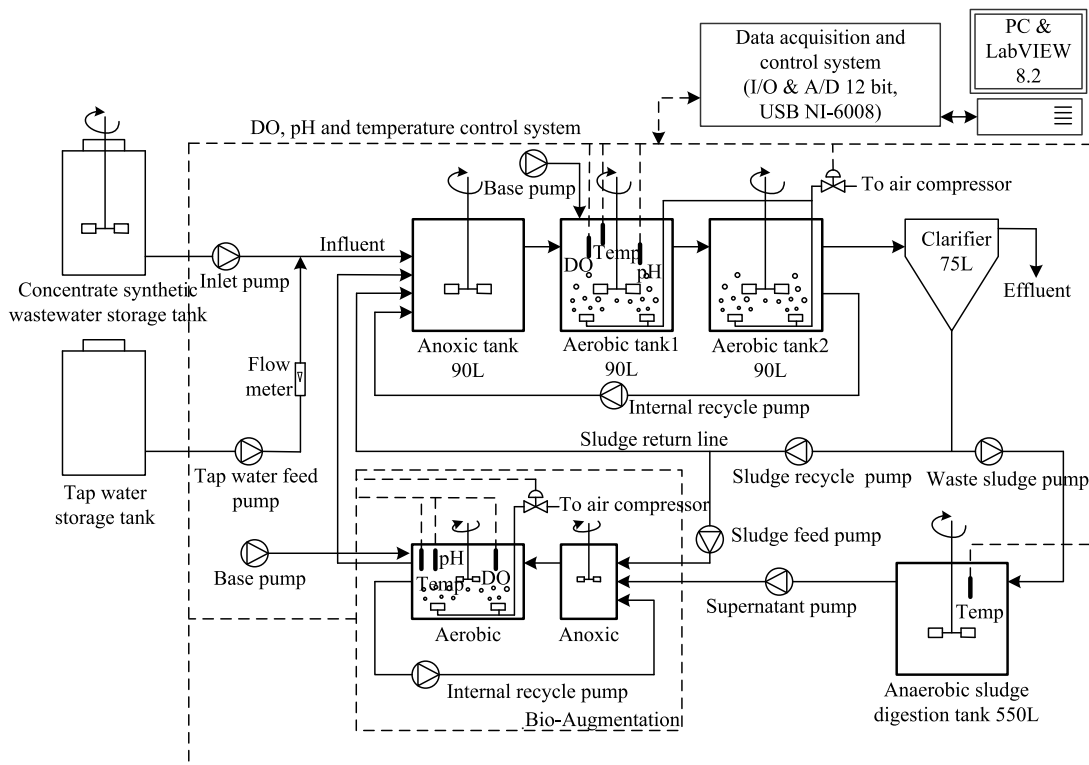 PC &
LabVIEW
8.2
Data acquisition and
control system
(I/O & A/D 12 bit,
USB NI-6008)
DO, pH and temperature control system
Base pump
To air compressor
Influent
Inlet pump
Concentrate synthetic
wastewater storage tank
DO
Temp
pH
Clarifier
75L
Effluent
Anoxic tank
90L
Aerobic tank1
90L
Aerobic tank2
90L
Flow
meter
Internal recycle pump
Sludge return line
Tap water feed
pump
Tap water
storage tank
Sludge recycle pump
Waste sludge pump
To air compressor
Sludge feed pump
Base pump
pH
Temp
DO
Supernatant pump
Temp
Aerobic
Anoxic
Internal recycle pump
Bio-Augmentation
Anaerobic sludge
digestion tank 550L